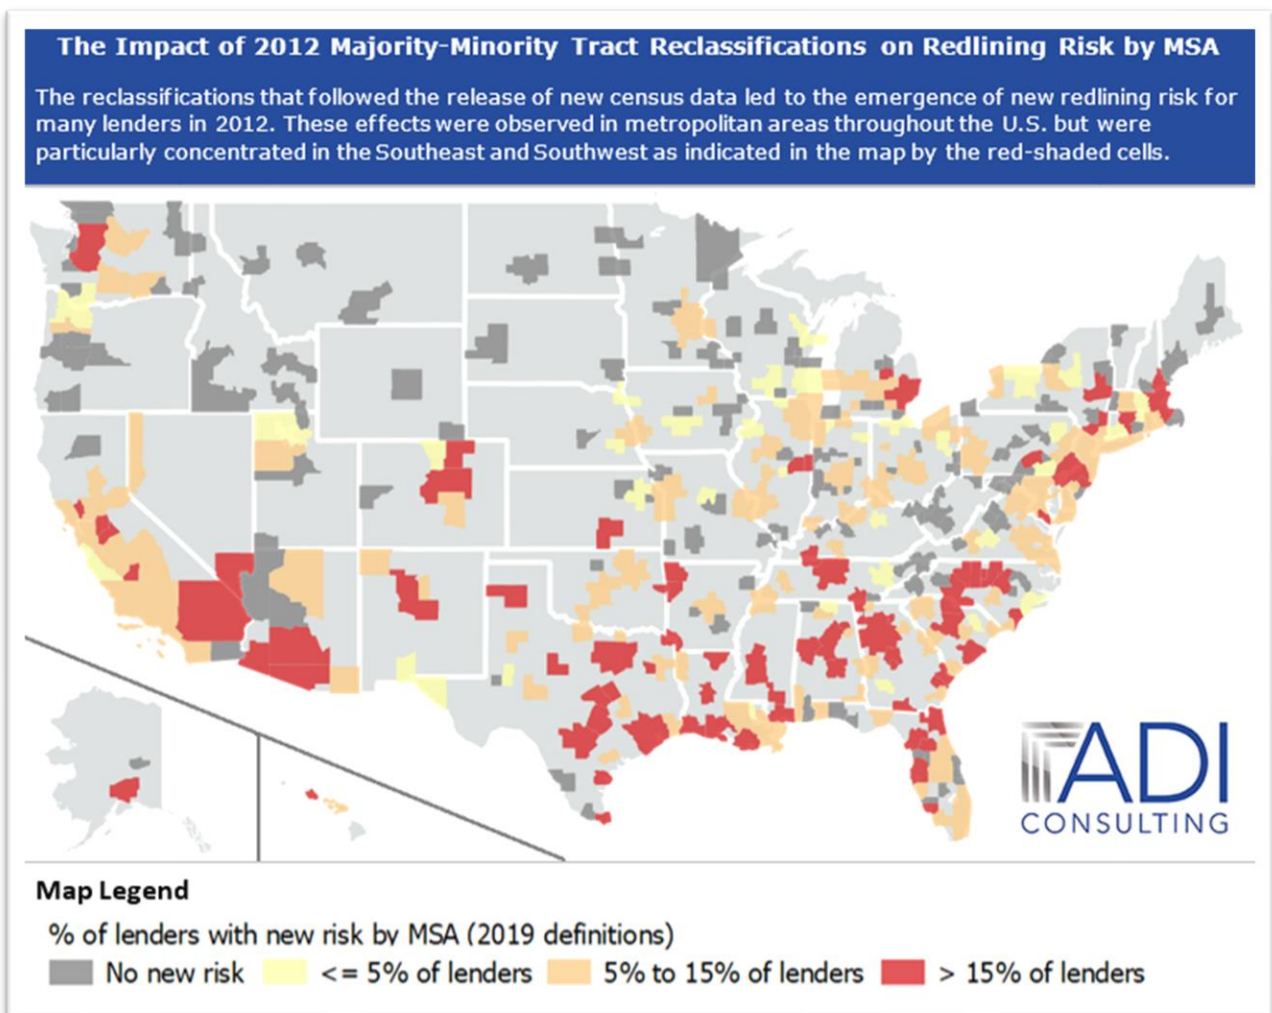 The Impact of 2012 Majority-Minority Tract Reclassifications on Redlining Risk by MSA
The reclassifications that followed the release of new census data led to the emergence of new redlining risk for
many lenders in 2012. These effects were observed in metropolitan areas throughout the U.S. but were
particularly concentrated in the Southeast and Southwest as indicated in the map by the red-shaded cells.
ADI
CONSULTING
Map Legend
% of lenders with new risk by MSA (2019 definitions)
No new risk <= 5% of lenders 5% to 15% of lenders > 15% of lenders